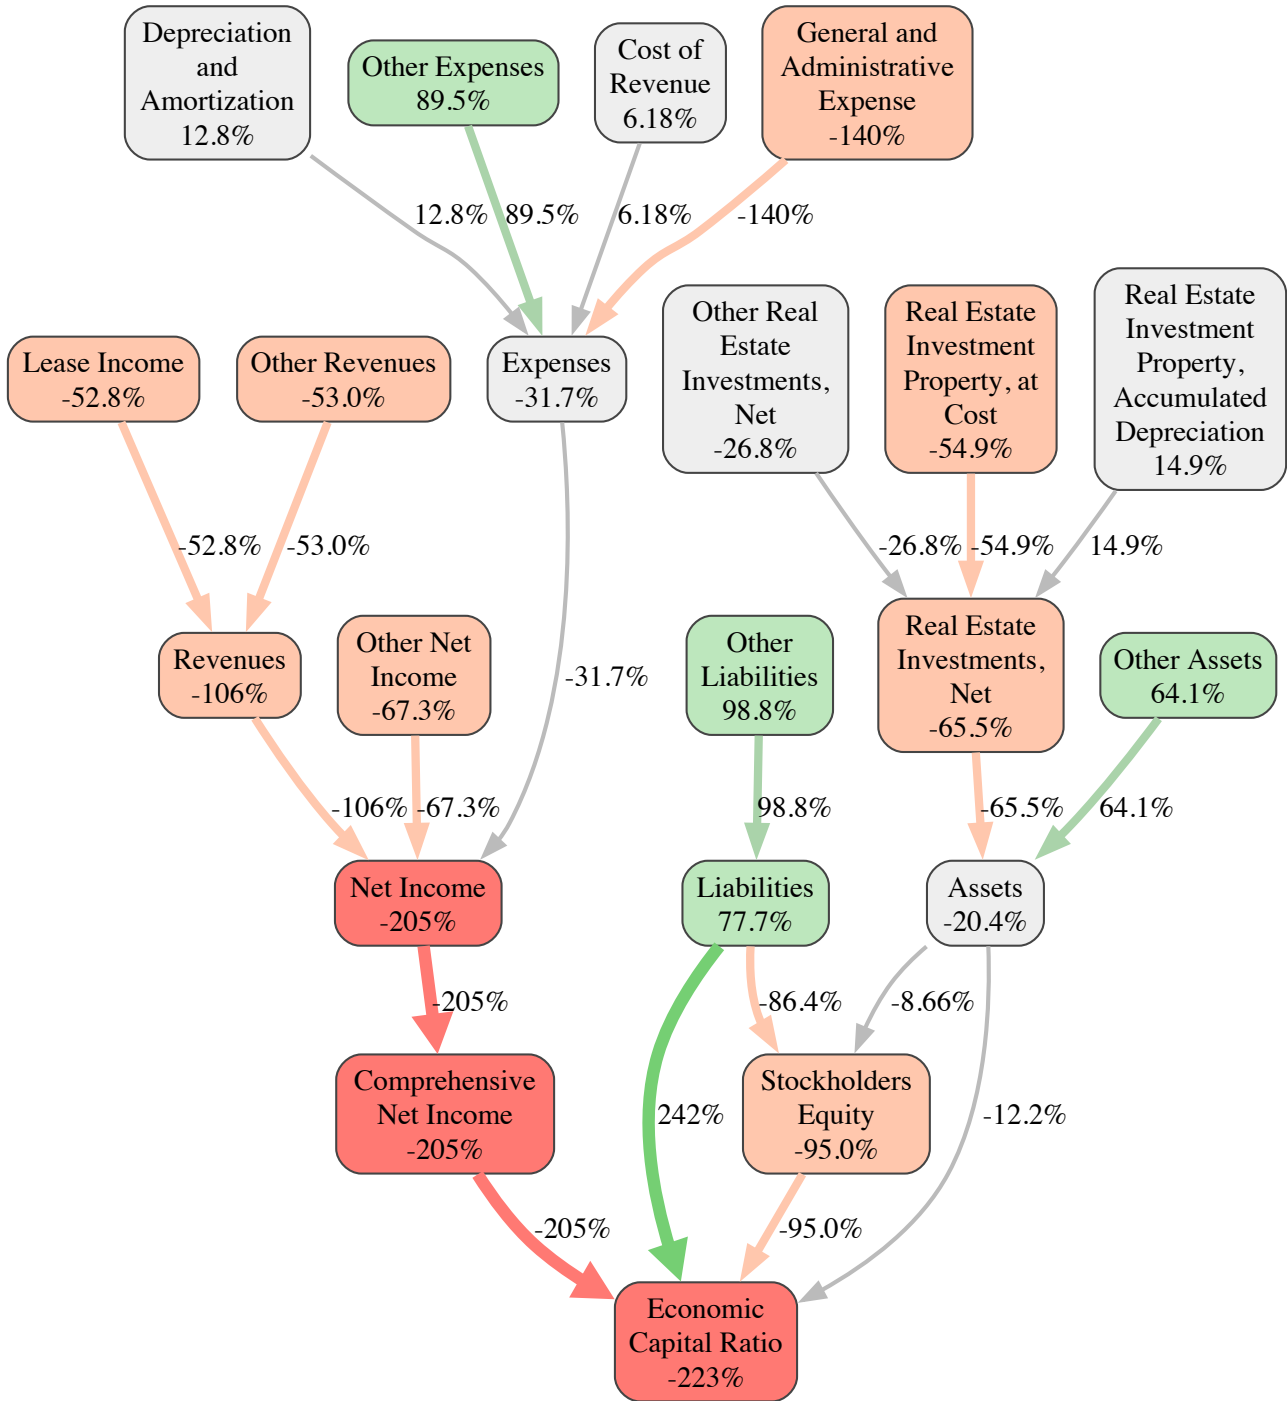 Depreciation
and
Amortization
12.8%
Other Expenses
89.5%
Cost of
Revenue
6.18%
General and
Administrative
Expense
-140%
12.8%
89.5%
6.18%
-140%
Lease Income
-52.8%
Other Revenues
-53.0%
Expenses
-31.7%
Other Real
Estate
Investments,
Net
-26.8%
Real Estate
Investment
Property, at
Cost
-54.9%
Real Estate
Investment
Property,
Accumulated
Depreciation
14.9%
-52.8%
-53.0%
-26.8%
-54.9%
14.9%
Revenues
-106%
Other Net
Income
-67.3%
-31.7%
Other
Liabilities
98.8%
Real Estate
Investments,
Net
-65.5%
Other Assets
64.1%
-106%
-67.3%
98.8%
-65.5%
64.1%
Net Income
-205%
Liabilities
77.7%
Assets
-20.4%
-205%
-86.4%
-8.66%
Comprehensive
Net Income
-205%
242%
Stockholders
Equity
-95.0%
-12.2%
-205%
-95.0%
Economic
Capital Ratio
-223%